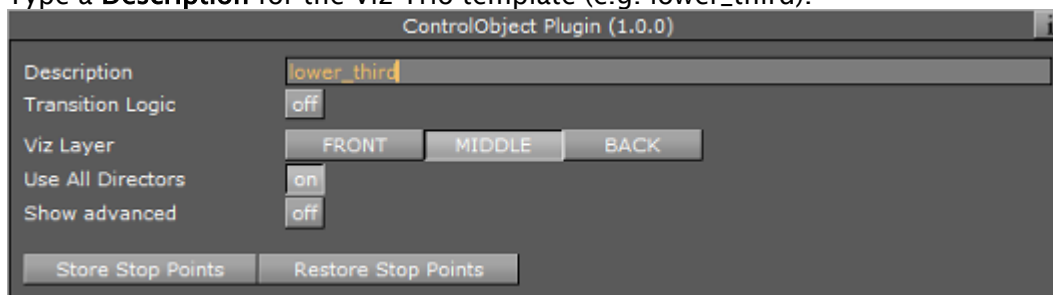 Type a Description for the Viz Trio template (e.g. lower_third).
ControlObject Plugin (1.0.0)
i
Description lower_third
Transition Logic off
Viz Layer FRONT MIDDLE BACK
Use All Directors on
Show advanced off
Store Stop Points Restore Stop Points